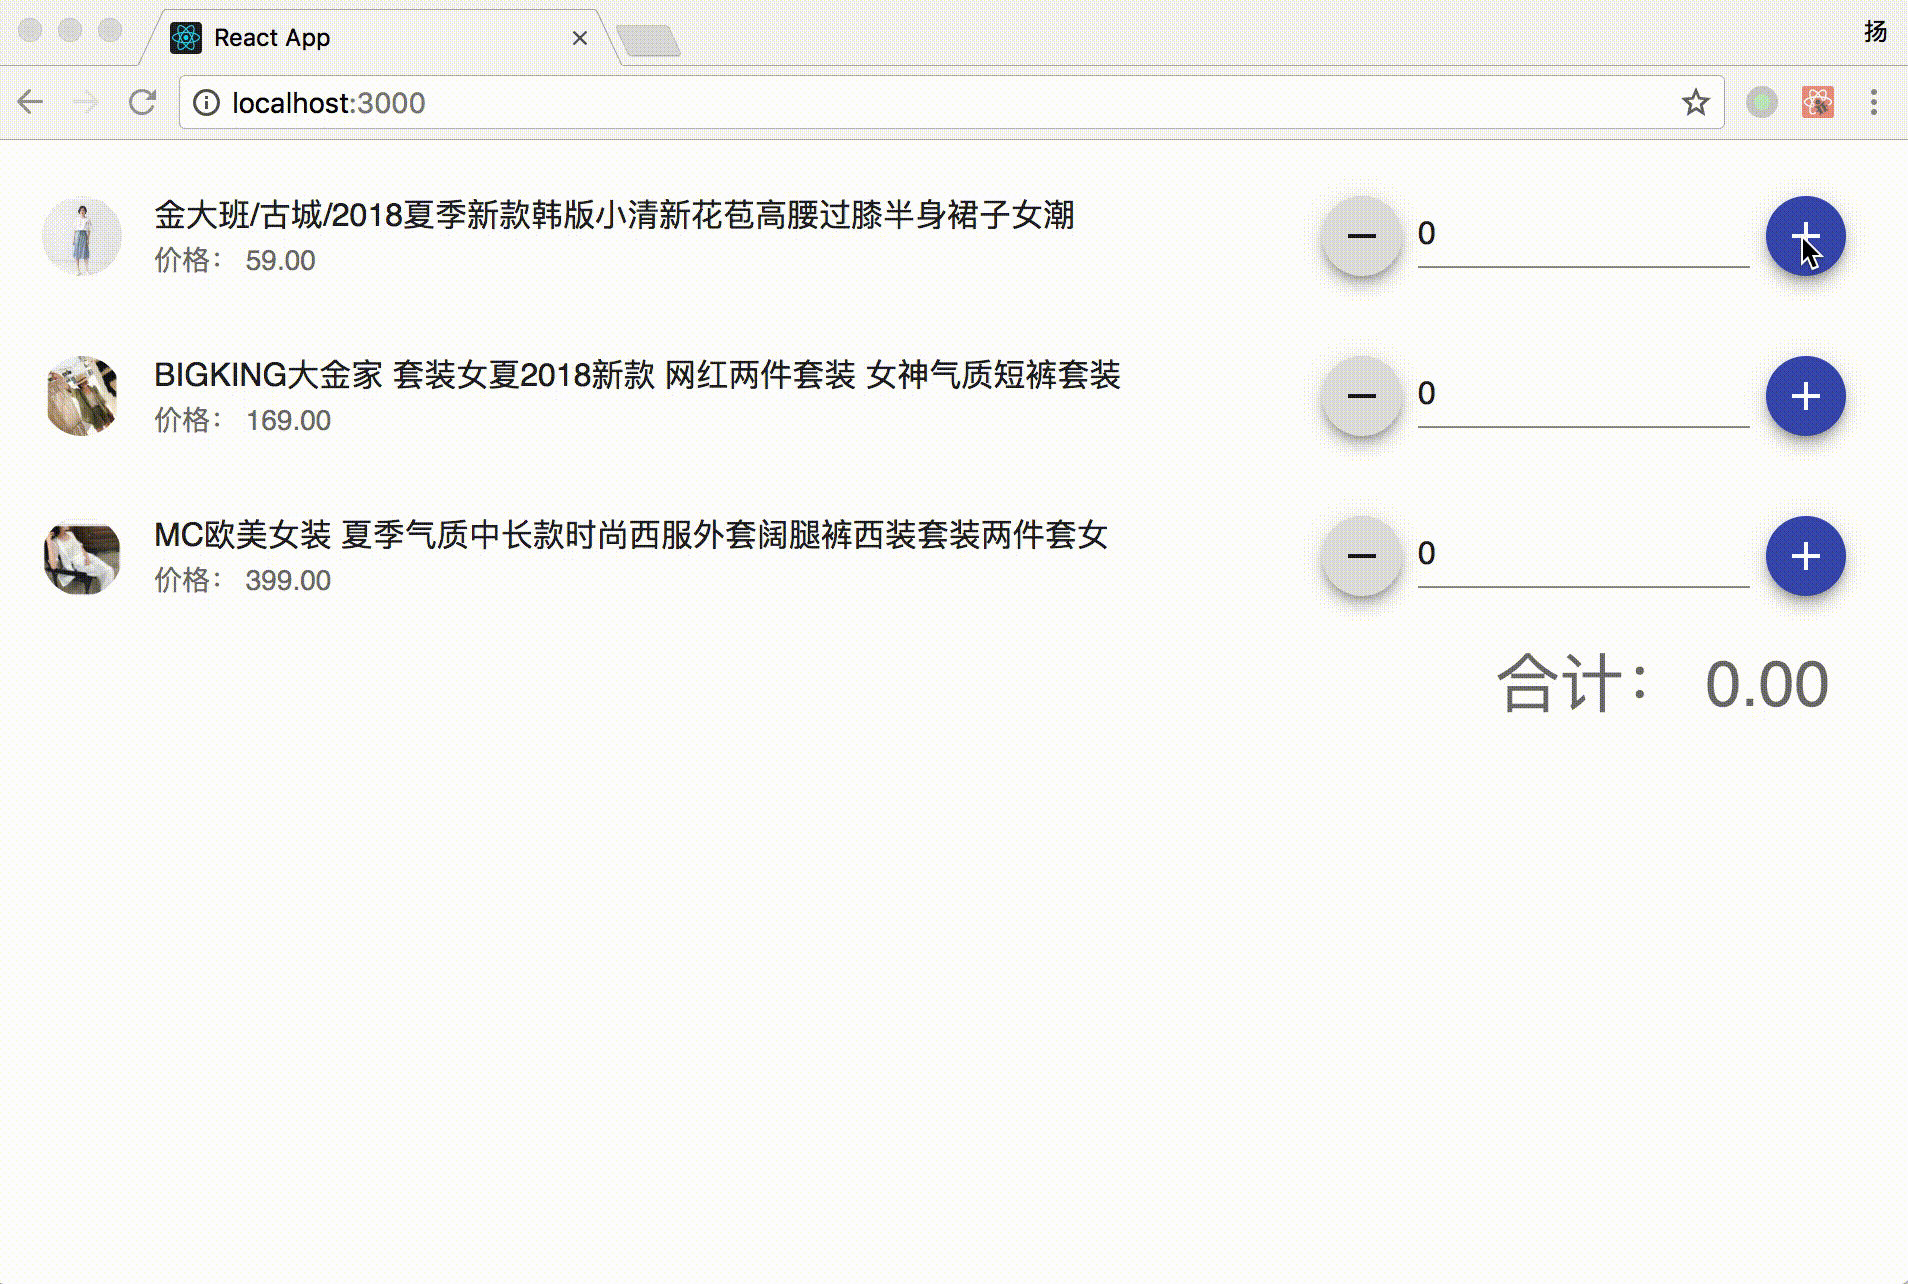 React App
扬
localhost:3000
金大班/古城/2018夏季新款韩版小清新花苞高腰过膝半身裙子女潮
价格： 59.00
0
BIGKING大金家 套装女夏2018新款 网红两件套装 女神气质短裤套装
价格： 169.00
0
MC欧美女装 夏季气质中长款时尚西服外套阔腿裤西装套装两件套女
价格： 399.00
0
合计： 0.00